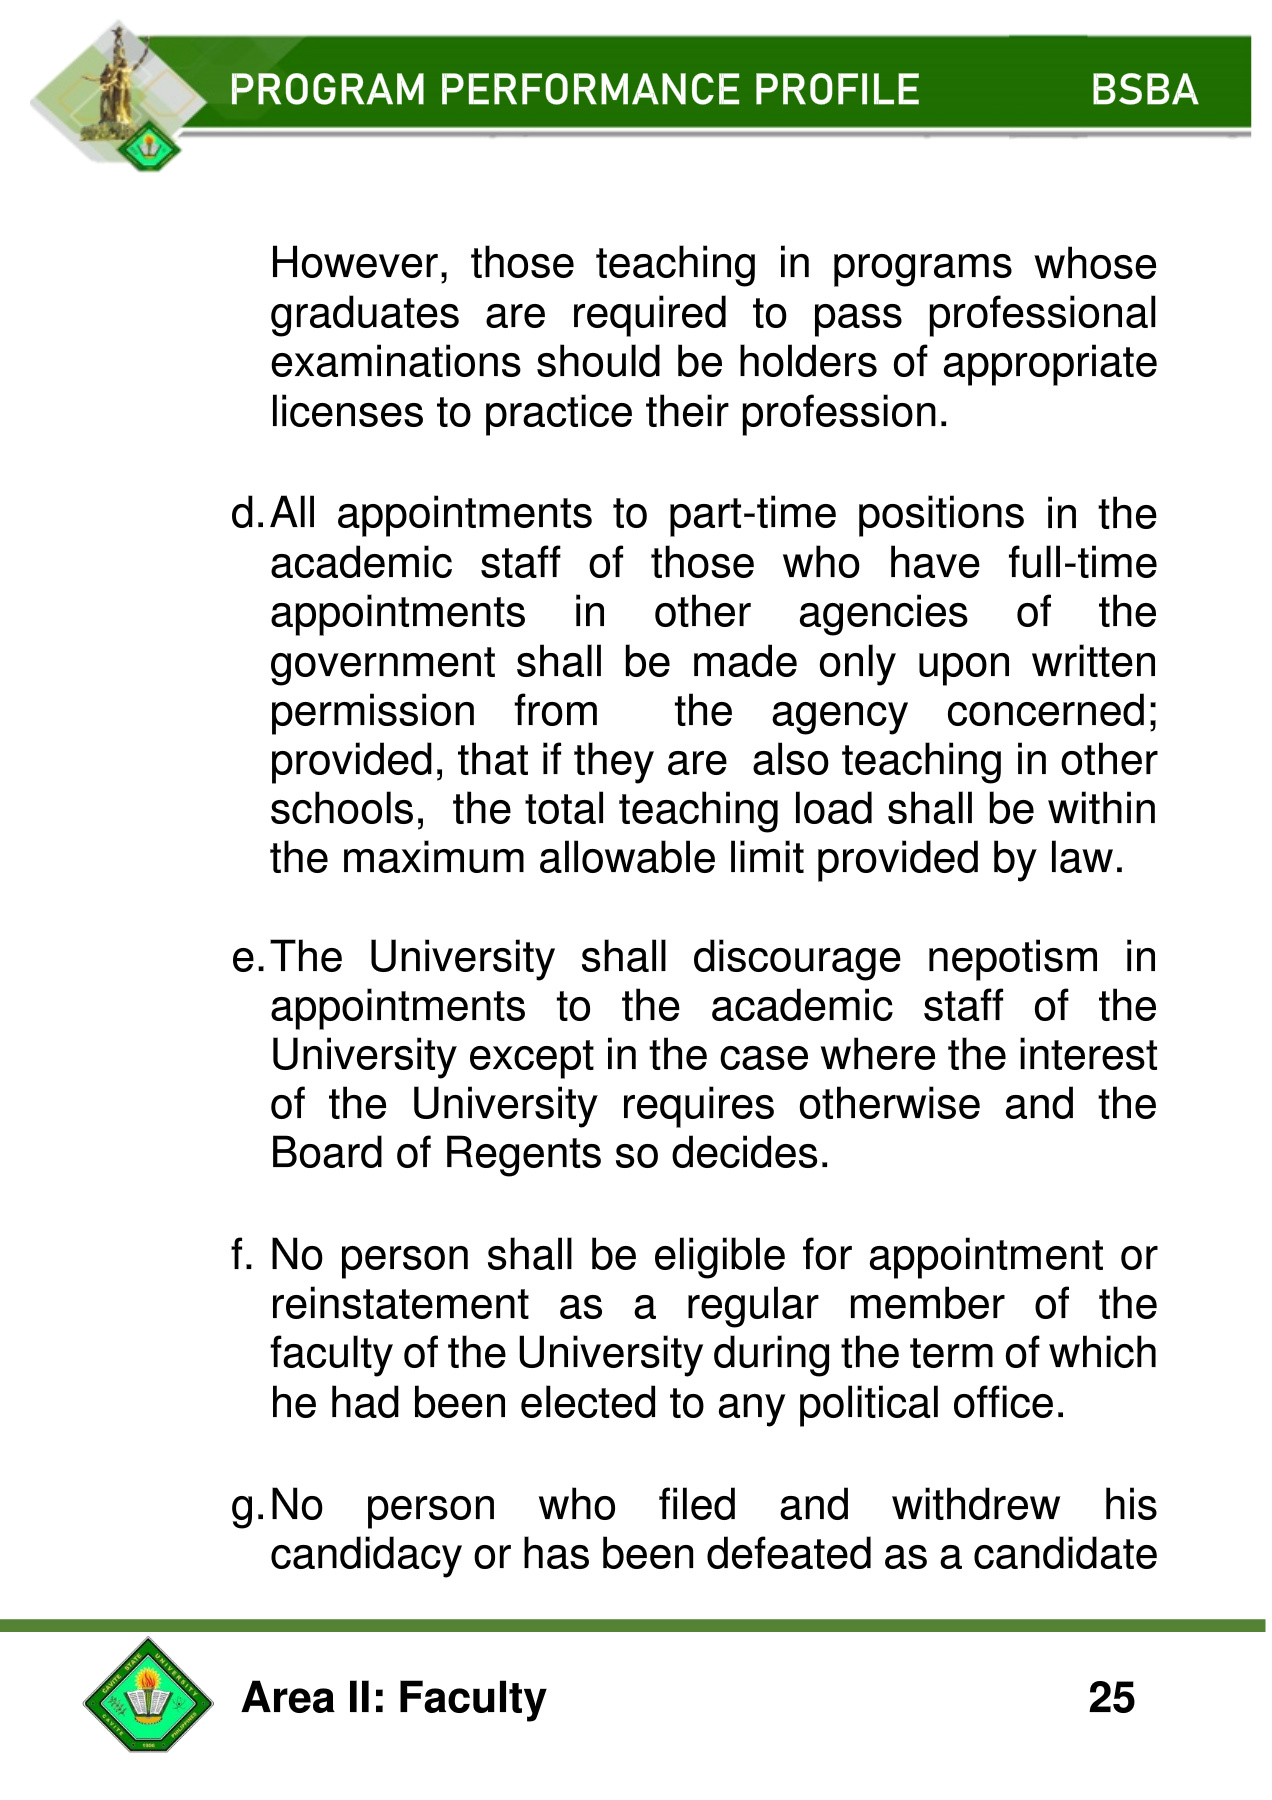 PROGRAM PERFORMANCE PROFILE BSBA
However, those teaching in programs whose
graduates are required to pass professional
examinations should be holders of appropriate
licenses to practice their profession.
d. All appointments to part-time positions in the
academic staff of those who have full-time
appointments in other agencies of the
government shall be made only upon written
permission from the agency concerned;
provided, that if they are also teaching in other
schools, the total teaching load shall be within
the maximum allowable limit provided by law.
e. The University shall discourage nepotism in
appointments to the academic staff of the
University except in the case where the interest
of the University requires otherwise and the
Board of Regents so decides.
f. No person shall be eligible for appointment or
reinstatement as a regular member of the
faculty of the University during the term of which
he had been elected to any political office.
g. No person who filed and withdrew his
candidacy or has been defeated as a candidate
CAVITE STATE UNIVERSITY
CAVITE PHILIPPINES
1906
Area II: Faculty 25